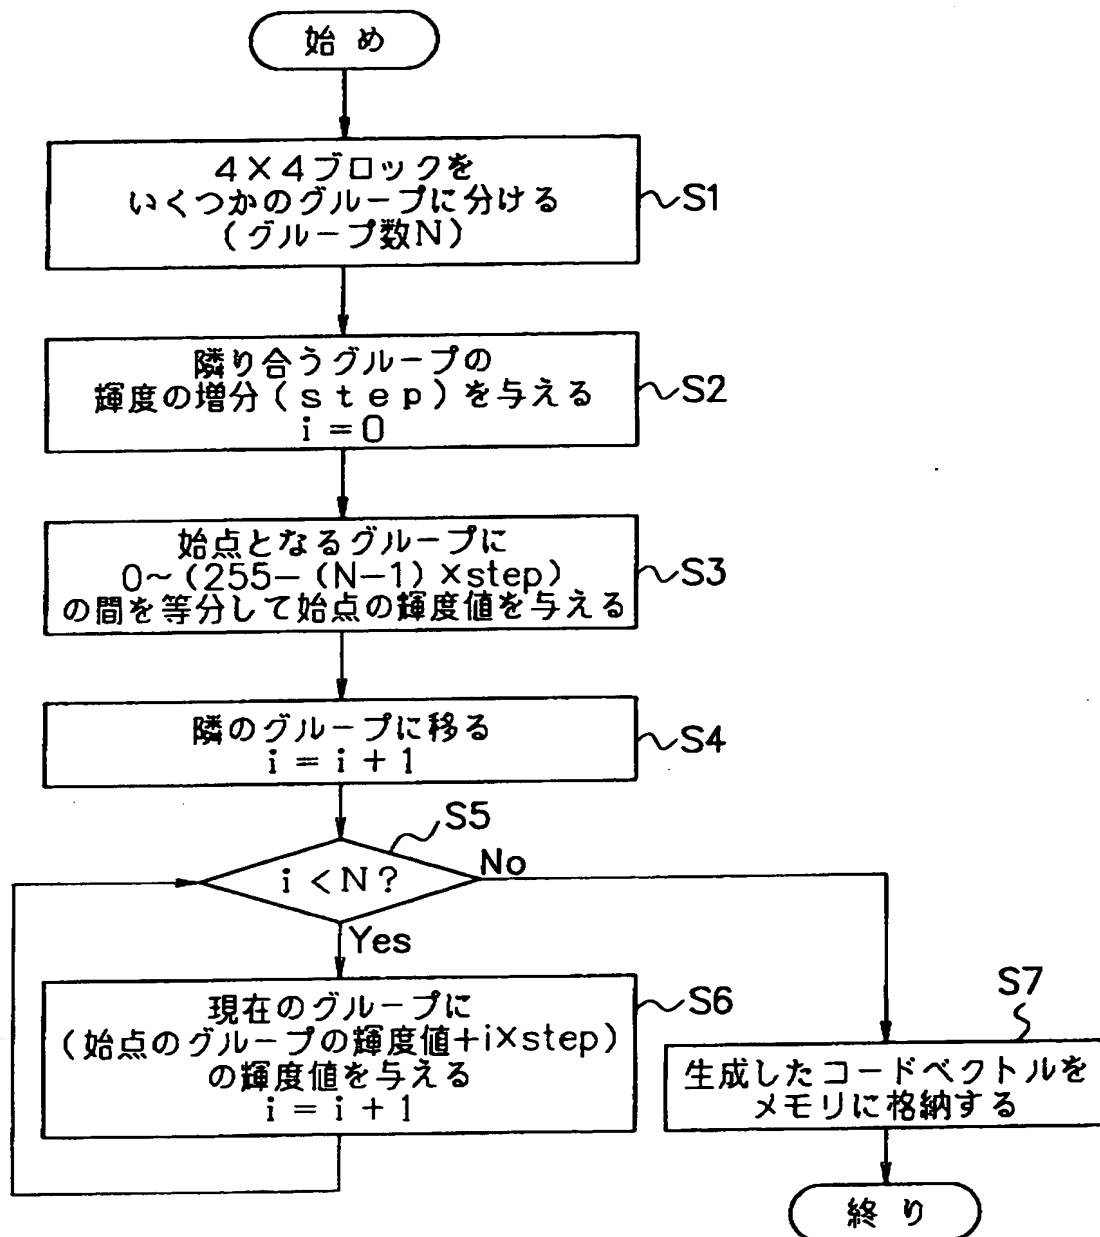 始め
4×4ブロックを
いくつかのグループに分ける
(グループ数N)
S1
隣り合うグループの
輝度の増分(step)を与える
i=0
S2
始点となるグループに
0~(255-(N-1)×step)
の間を等分して始点の輝度値を与える
S3
隣のグループに移る
i=i+1
S4
S5
i<N?
No
Yes
現在のグループに
(始点のグループの輝度値+i×step)
の輝度値を与える
i=i+1
S6
S7
生成したコードベクトルを
メモリに格納する
終り